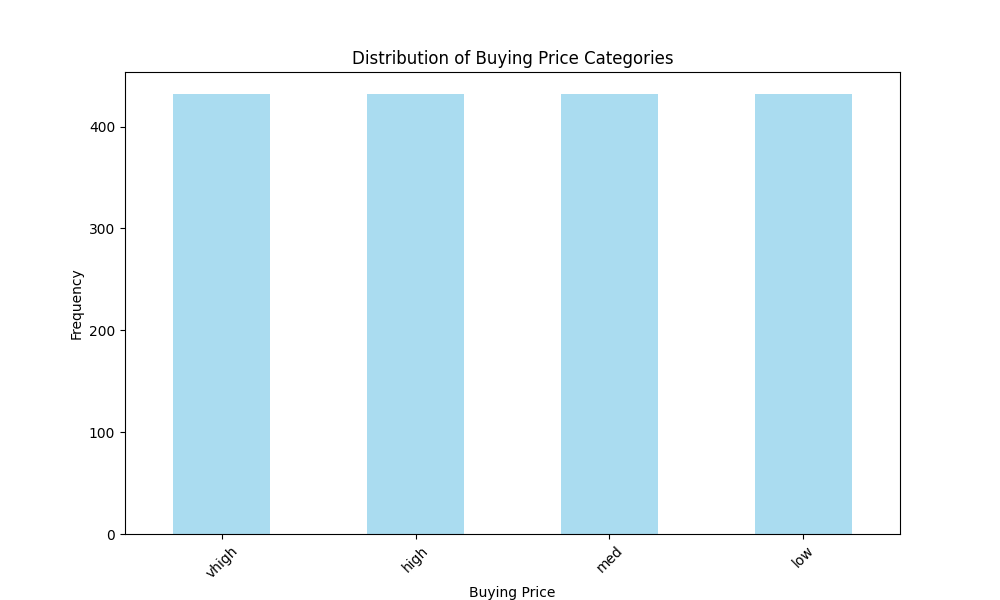 Distribution of Buying Price Categories
Frequency
400
300
200
100
0
vhigh
high
med
low
Buying Price